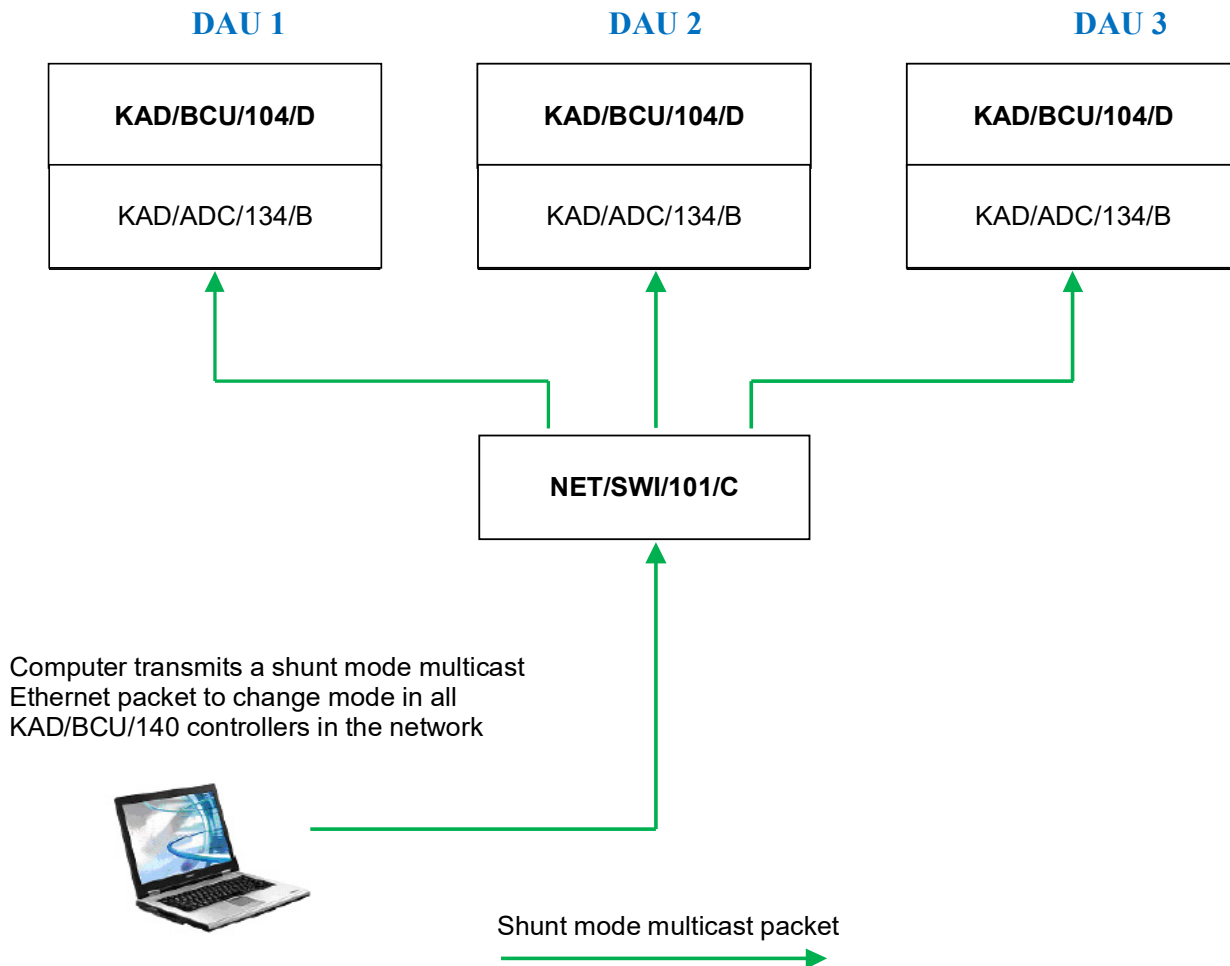 DAU 1
DAU 2
DAU 3
KAD/BCU/104/D
KAD/BCU/104/D
KAD/BCU/104/D
KAD/ADC/134/B
KAD/ADC/134/B
KAD/ADC/134/B
NET/SWI/101/C
Computer transmits a shunt mode multicast
Ethernet packet to change mode in all
KAD/BCU/140 controllers in the network
Shunt mode multicast packet